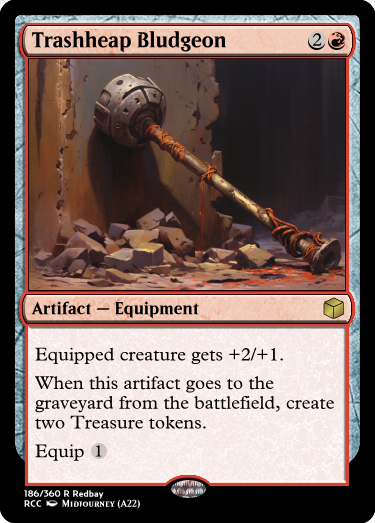 Trashheap Bludgeon 2
Artifact — Equipment
Equipped creature gets +2/+1.
When this artifact goes to the
graveyard from the battlefield, create
two Treasure tokens.
Equip 1
186/360 R Redbay
RCC Midjourney (A22)